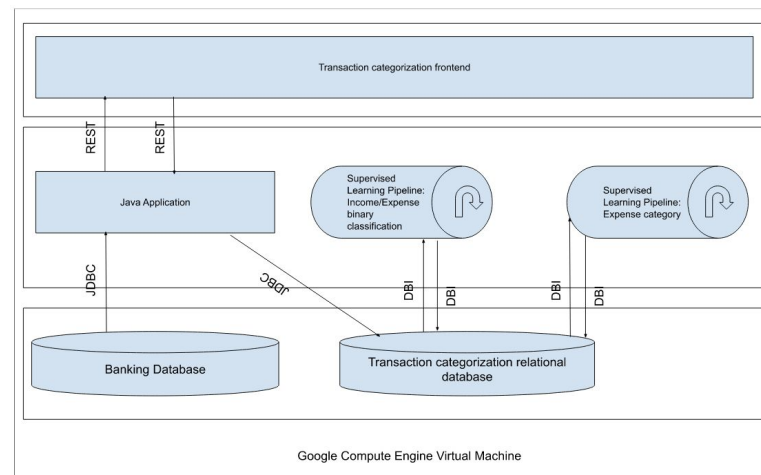 Transaction categorization frontend
REST
REST
Java Application
Supervised
Learning Pipeline:
Income/Expense
binary
classification
Supervised
Learning Pipeline:
Expense category
JDBC
JDBC
DBI
DBI
DBI
DBI
Banking Database
Transaction categorization relational
database
Google Compute Engine Virtual Machine